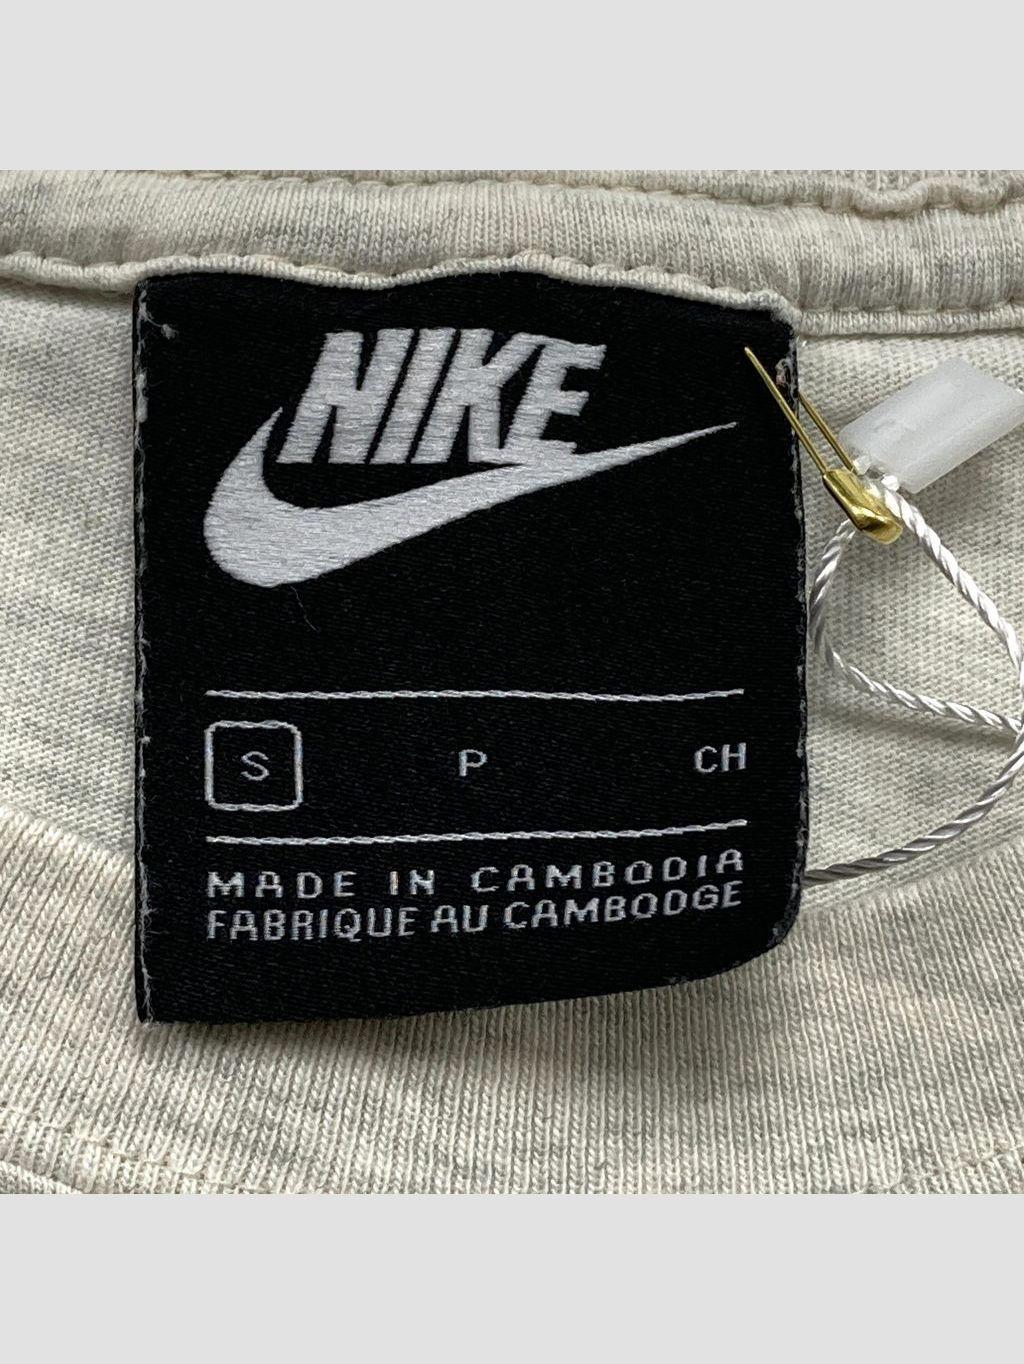 NIKE
S P CH
MADE IN CAMBODIA
FABRIQUE AU CAMBODGE